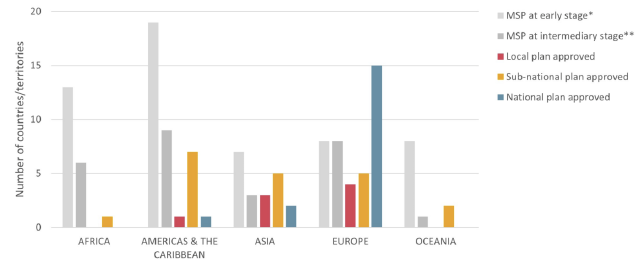 20
15
10
5
0
Number of countries/territories
AFRICA
AMERICAS & THE
CARIBBEAN
ASIA
EUROPE
OCEANIA
MSP at early stage*
MSP at intermediary stage**
Local plan approved
Sub-national plan approved
National plan approved